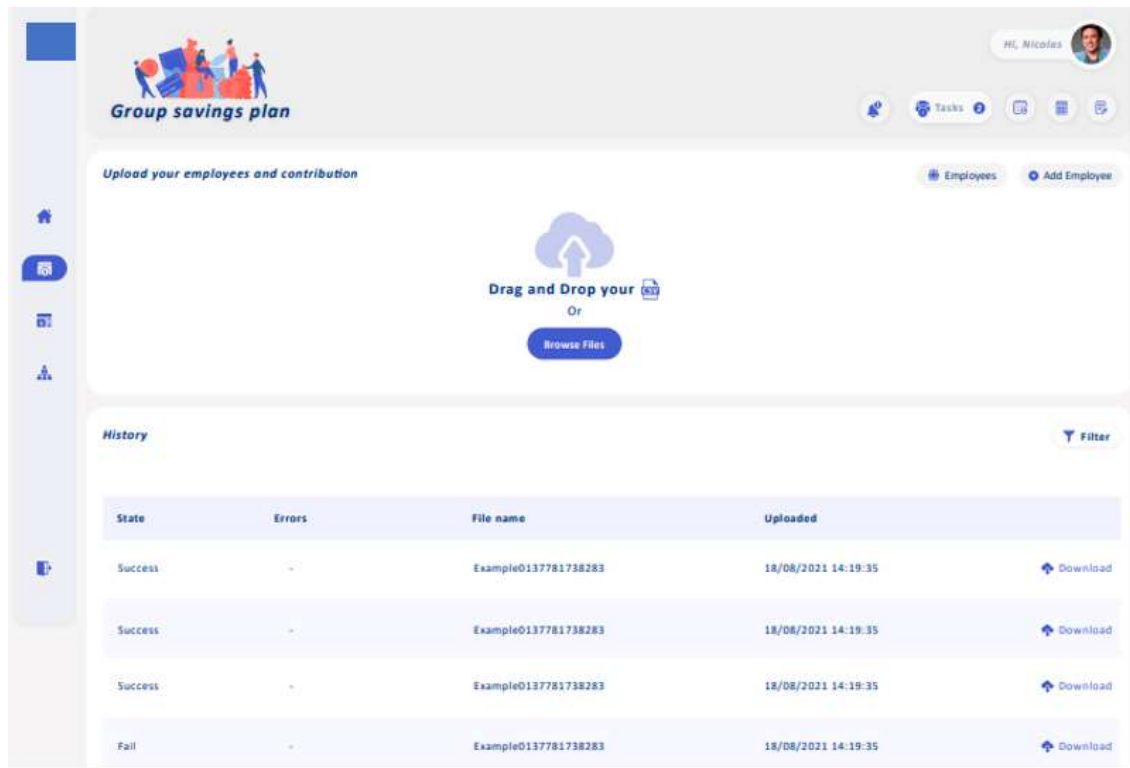 Hi, Nicolas
Group savings plan
Tasks 2
Upload your employees and contribution
Employees
Add Employee
Drag and Drop your CSV
Or
Browse Files
History
Filter
State Errors File name Uploaded
Success - Example0137781738283 18/08/2021 14:19:35 Download
Success - Example0137781738283 18/08/2021 14:19:35 Download
Success - Example0137781738283 18/08/2021 14:19:35 Download
Fail - Example0137781738283 18/08/2021 14:19:35 Download